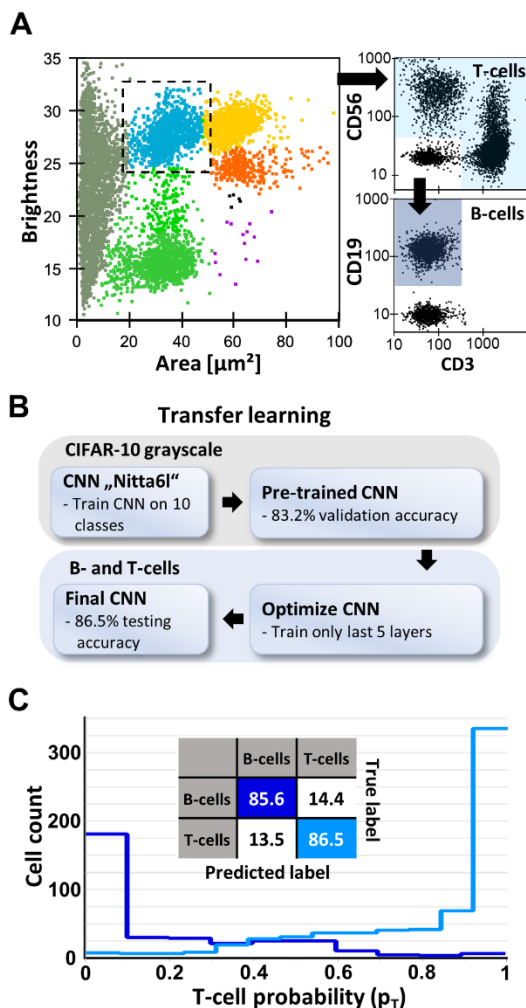 A
35
30
25
20
15
10
Brightness
0
20
40
60
80
100
Area [µm²]
1000
100
10
CD56
T-cells
1000
100
10
CD19
B-cells
10
100
1000
CD3
B
Transfer learning
CIFAR-10 grayscale
CNN „Nitta6l“
- Train CNN on 10
classes
Pre-trained CNN
- 83.2% validation accuracy
B- and T-cells
Final CNN
- 86.5% testing
accuracy
Optimize CNN
- Train only last 5 layers
C
300
200
100
0
Cell count
B-cells
T-cells
B-cells
85.6
14.4
T-cells
13.5
86.5
True label
Predicted label
0
0.2
0.4
0.6
0.8
1
T-cell probability (pT)